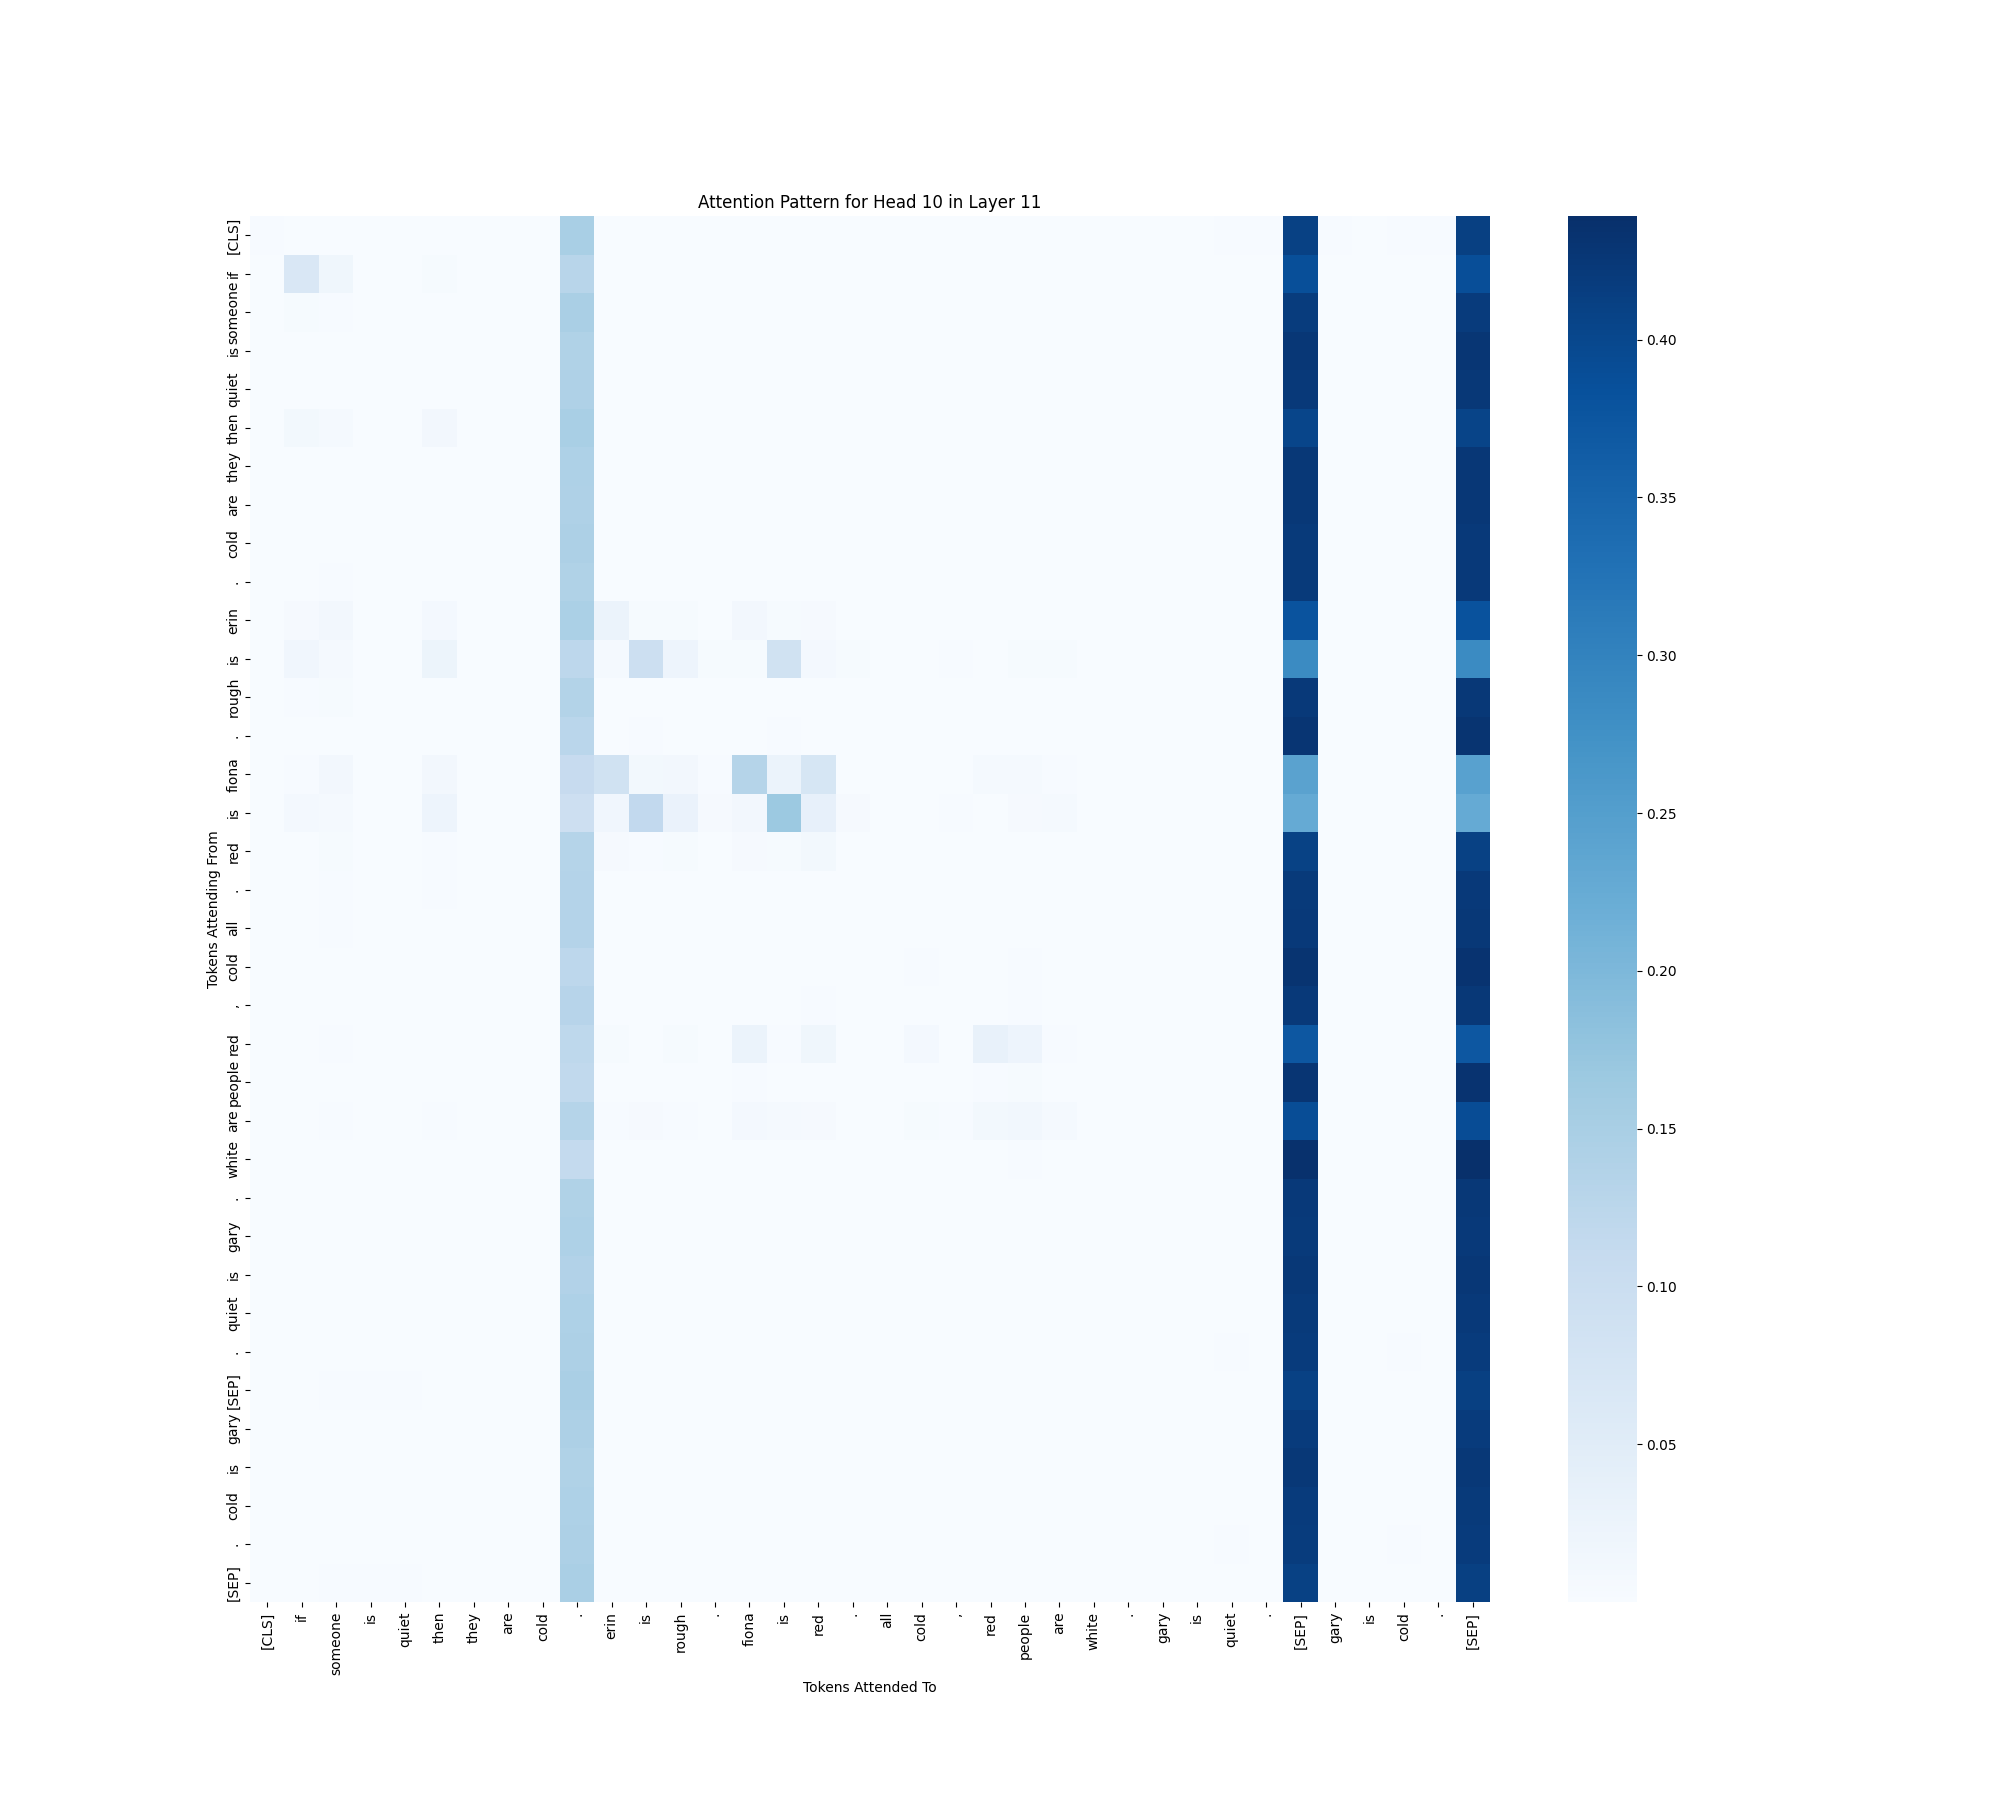 Attention Pattern for Head 10 in Layer 11
Tokens Attending From
[CLS]
if
someone
is
quiet
then
they
are
cold
.
erin
is
rough
.
fiona
is
red
.
all
cold
,
red
people
are
white
.
gary
is
quiet
.
[SEP]
gary
is
cold
.
[SEP]
[CLS] if someone is quiet then they are cold . erin is rough . fiona is red . all cold , red people are white . gary is quiet . [SEP] gary is cold . [SEP]
Tokens Attended To
0.40
0.35
0.30
0.25
0.20
0.15
0.10
0.05